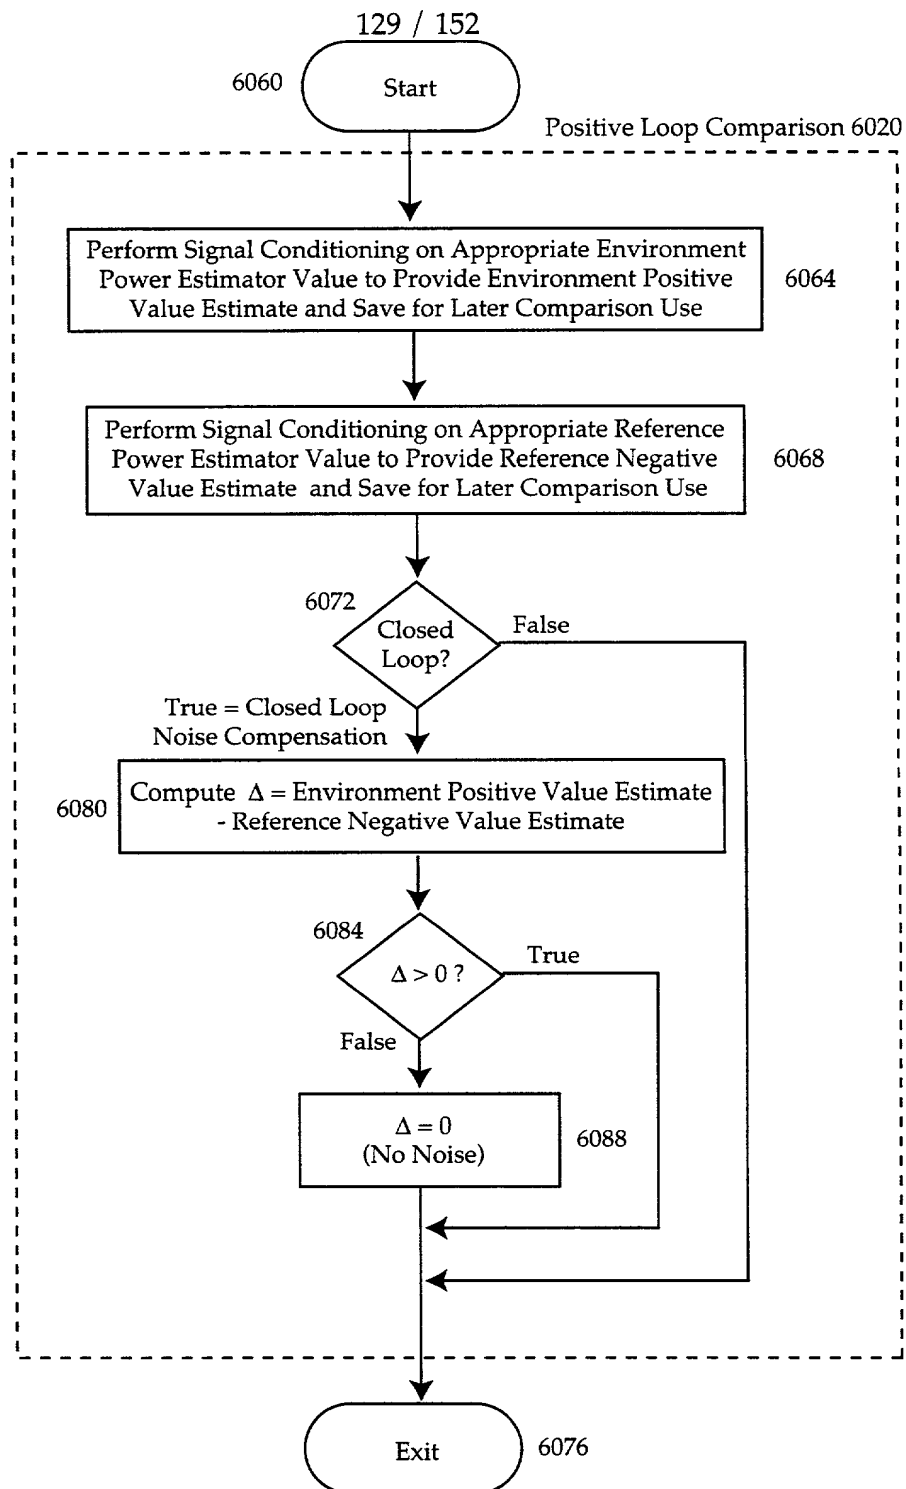 129 / 152
6060
Start
Positive Loop Comparison 6020
Perform Signal Conditioning on Appropriate Environment
Power Estimator Value to Provide Environment Positive
Value Estimate and Save for Later Comparison Use
6064
Perform Signal Conditioning on Appropriate Reference
Power Estimator Value to Provide Reference Negative
Value Estimate and Save for Later Comparison Use
6068
6072
Closed
Loop?
False
True = Closed Loop
Noise Compensation
6080
Compute Δ = Environment Positive Value Estimate
- Reference Negative Value Estimate
6084
Δ > 0 ?
True
False
Δ = 0
(No Noise)
6088
Exit
6076